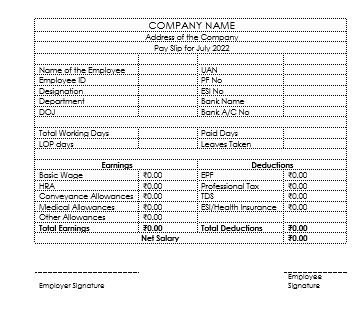 COMPANY NAME
Address of the Company
Pay Slip for July 2022
Name of the Employee UAN
Employee ID PF No
Designation ESI No
Department Bank Name
DOJ Bank A/C No
Total Working Days Paid Days
LOP days Leaves Taken
Earnings Deductions
Basic Wage ₹0.00 EPF ₹0.00
HRA ₹0.00 Professional Tax ₹0.00
Conveyance Allowances ₹0.00 TDS ₹0.00
Medical Allowances ₹0.00 ESI/Health Insurance ₹0.00
Other Allowances ₹0.00
Total Earnings ₹0.00 Total Deductions ₹0.00
Net Salary ₹0.00
Employer Signature
Employee
Signature